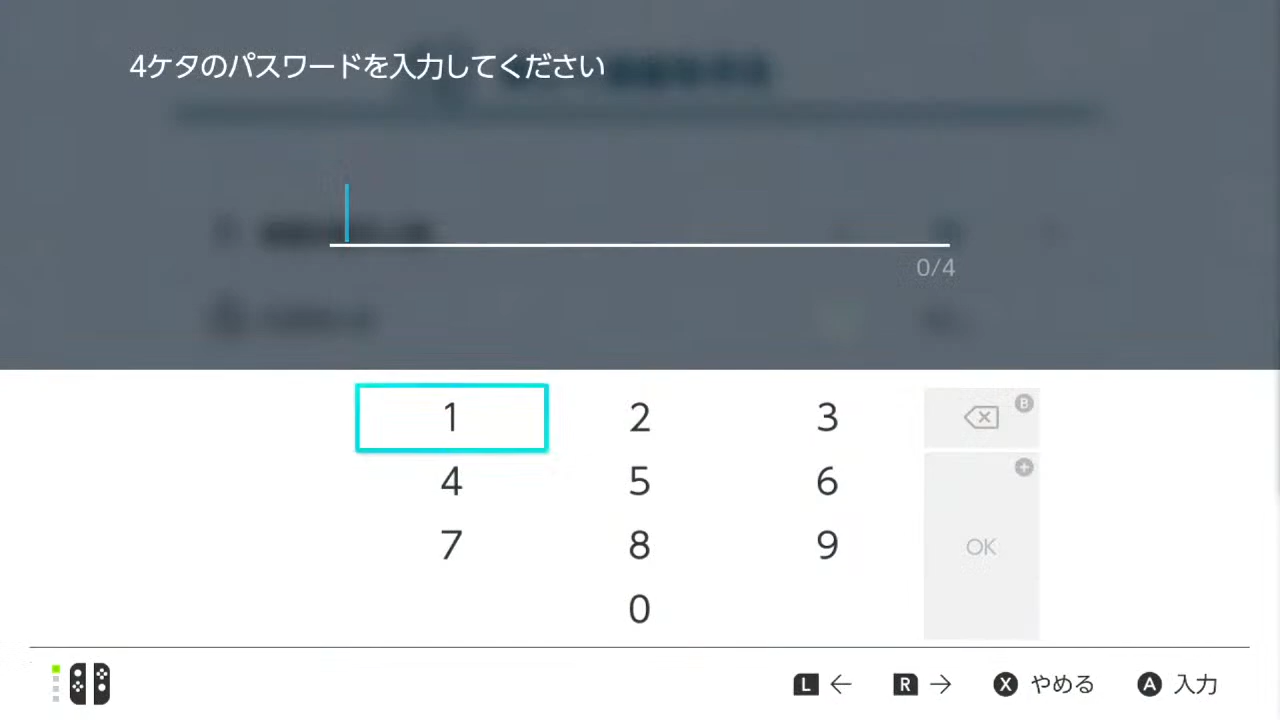 4ケタのパスワードを入力してください
0/4
1 2 3 B
4 5 6 +
7 8 9 OK
0
L ← R → X やめる A 入力